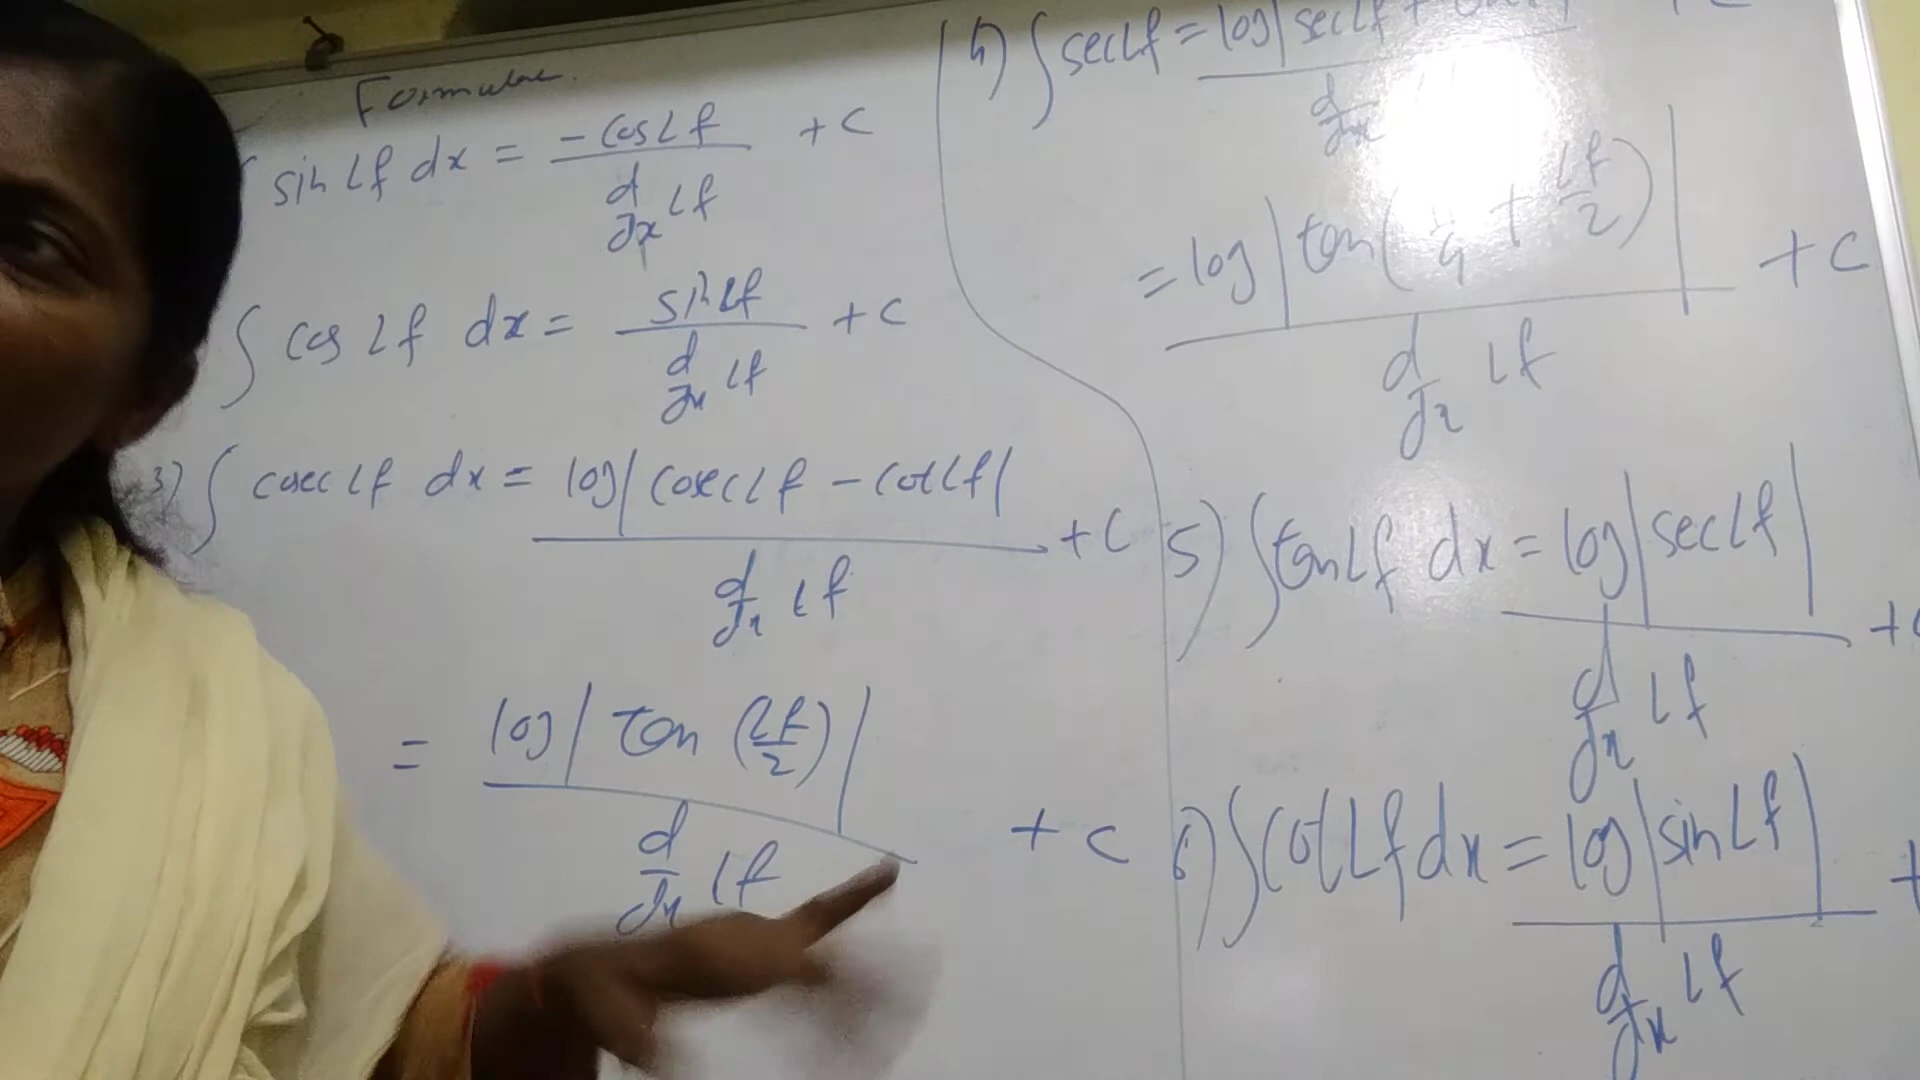 Formulae.
∫ sin Lf dx = -cos Lf / d/dx Lf + c
∫ cos Lf dx = sin Lf / d/dx Lf + c
3) ∫ cosec Lf dx = log|cosec Lf - cot Lf| / d/dx Lf + c
= log|tan (Lf/2)| / d/dx Lf + c
4) ∫ sec Lf = log|sec Lf + / d/dx
= log|tan( /4 + Lf/2)| / d/dx Lf + c
5) ∫ tan Lf dx = log|sec Lf| / d/dx Lf +
6) ∫ cot Lf dx = log|sin Lf| / d/dx Lf +